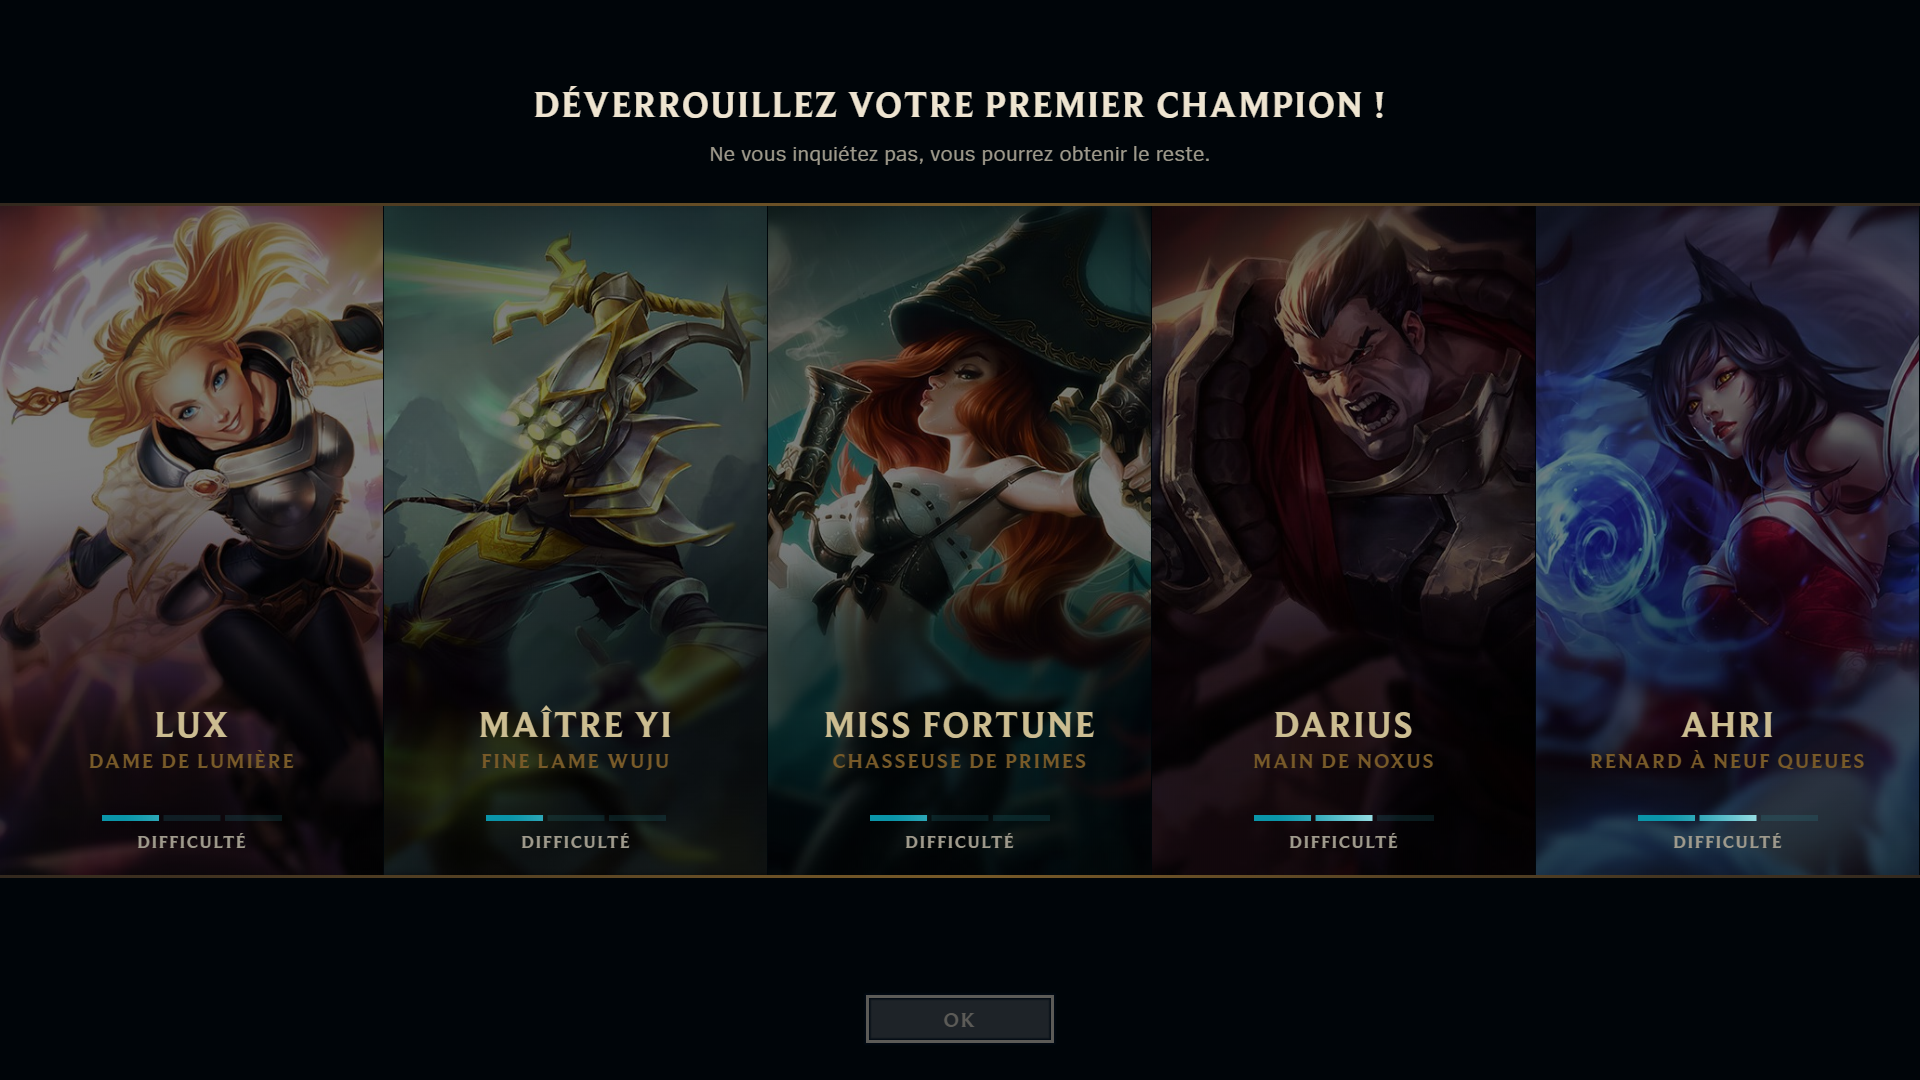 DÉVERROUILLEZ VOTRE PREMIER CHAMPION !
Ne vous inquiétez pas, vous pourrez obtenir le reste.
LUX
DAME DE LUMIÈRE
DIFFICULTÉ
MAÎTRE YI
FINE LAME WUJU
DIFFICULTÉ
MISS FORTUNE
CHASSEUSE DE PRIMES
DIFFICULTÉ
DARIUS
MAIN DE NOXUS
DIFFICULTÉ
AHRI
RENARD À NEUF QUEUES
DIFFICULTÉ
OK